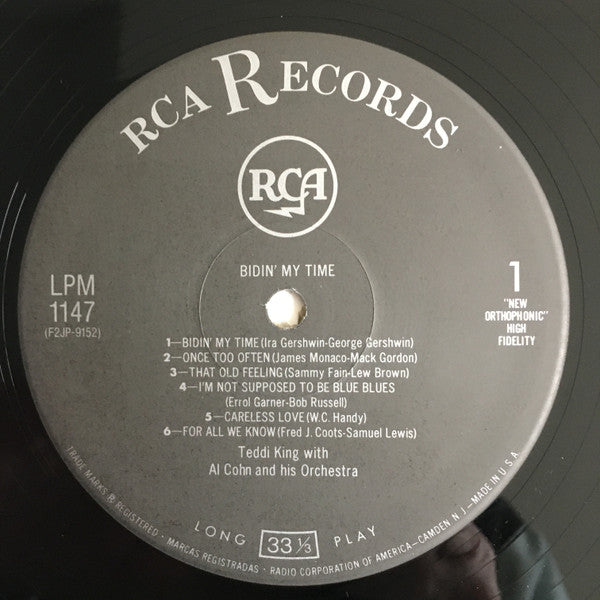 RCA RECORDS
RCA
BIDIN' MY TIME
LPM
1147
(F2JP-9152)
1
"NEW
ORTHOPHONIC"
HIGH
FIDELITY
1—BIDIN' MY TIME (Ira Gershwin-George Gershwin)
2—ONCE TOO OFTEN (James Monaco-Mack Gordon)
3—THAT OLD FEELING (Sammy Fain-Lew Brown)
4—I'M NOT SUPPOSED TO BE BLUE BLUES
(Errol Garner-Bob Russell)
5—CARELESS LOVE (W.C. Handy)
6—FOR ALL WE KNOW (Fred J. Coots-Samuel Lewis)
Teddi King with
Al Cohn and his Orchestra
LONG 33 1/3 PLAY
TRADE MARKS ® REGISTERED - MARCAS REGISTRADAS - RADIO CORPORATION OF AMERICA—CAMDEN N J—MADE IN U.S.A